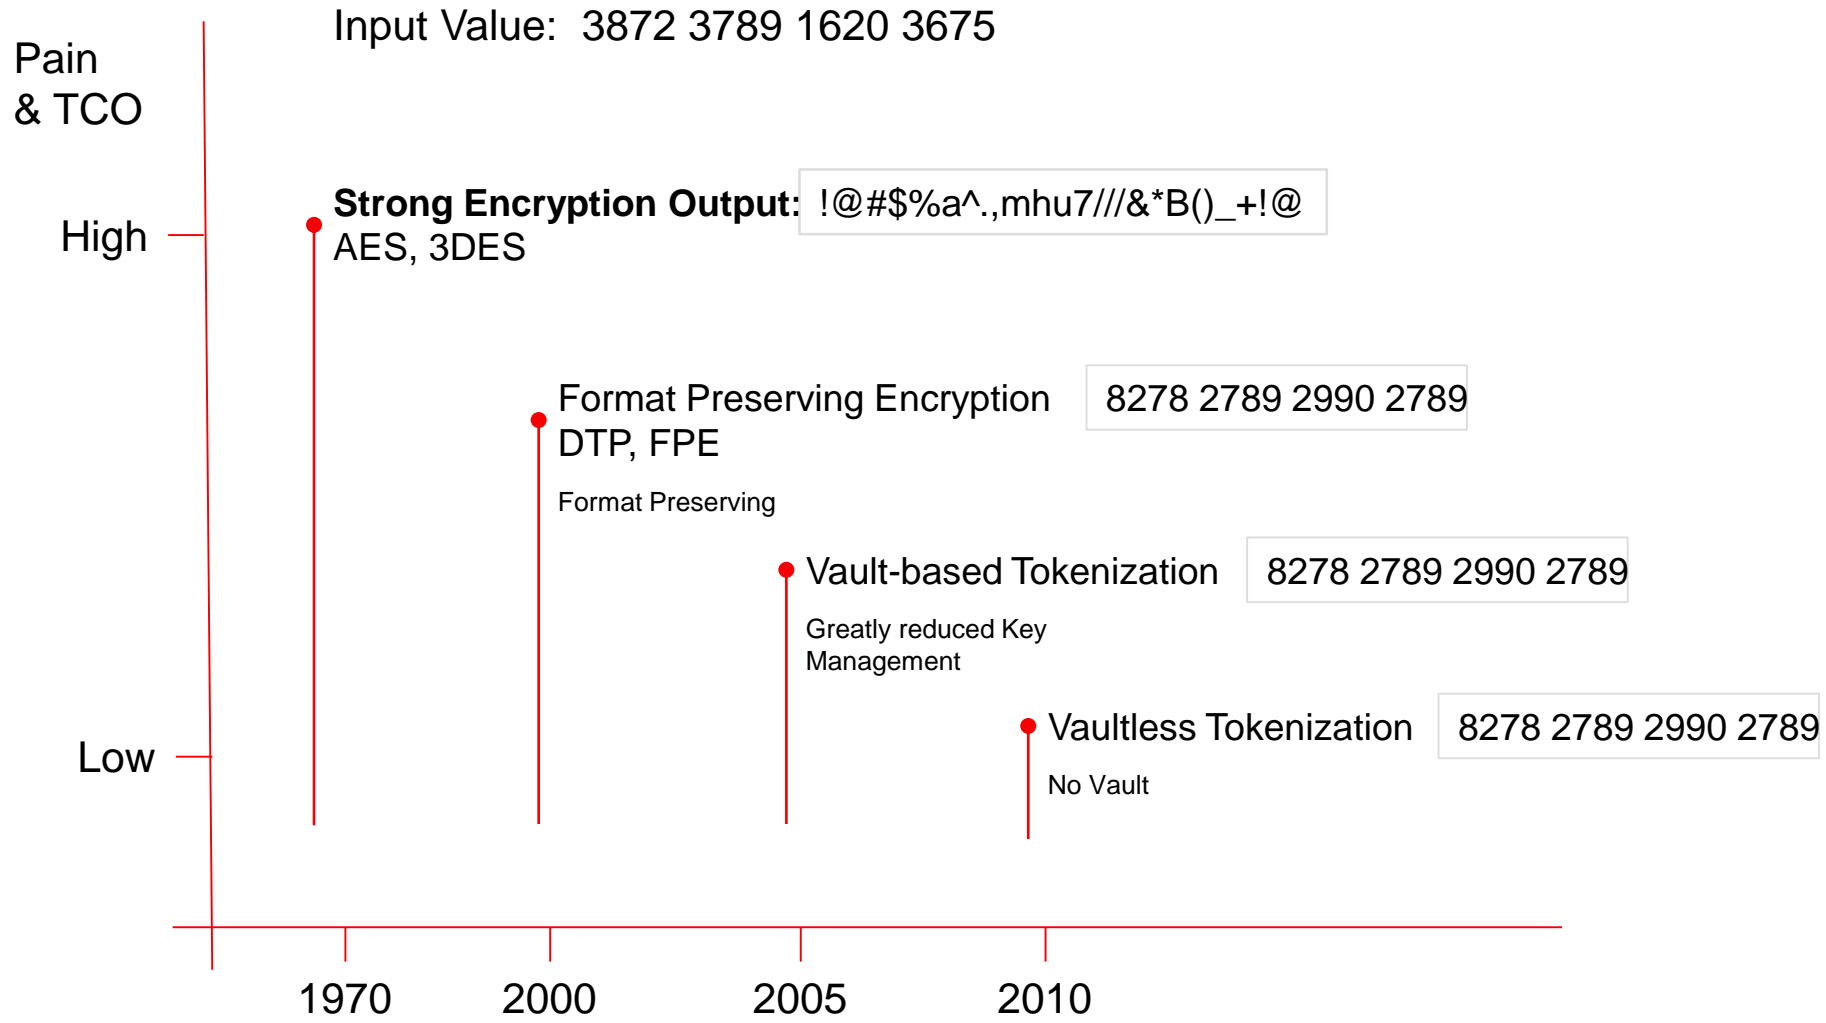 Input Value: 3872 3789 1620 3675
Pain
& TCO
Strong Encryption Output: !@#$%a^.,mhu7///&*B()_+!@
AES, 3DES
High
Format Preserving Encryption 8278 2789 2990 2789
DTP, FPE
Format Preserving
Vault-based Tokenization 8278 2789 2990 2789
Greatly reduced Key
Management
Vaultless Tokenization 8278 2789 2990 2789
Low
No Vault
1970 2000 2005 2010